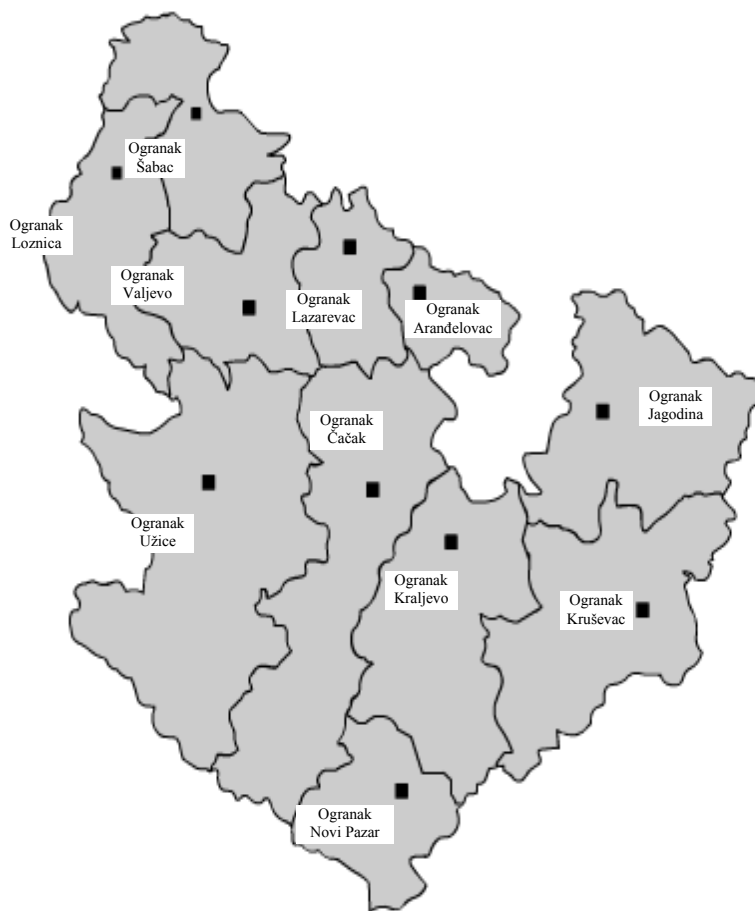 Ogranak
Šabac
Ogranak
Loznica
Ogranak
Valjevo
Ogranak
Lazarevac
Ogranak
Aranđelovac
Ogranak
Jagodina
Ogranak
Čačak
Ogranak
Užice
Ogranak
Kraljevo
Ogranak
Kruševac
Ogranak
Novi Pazar